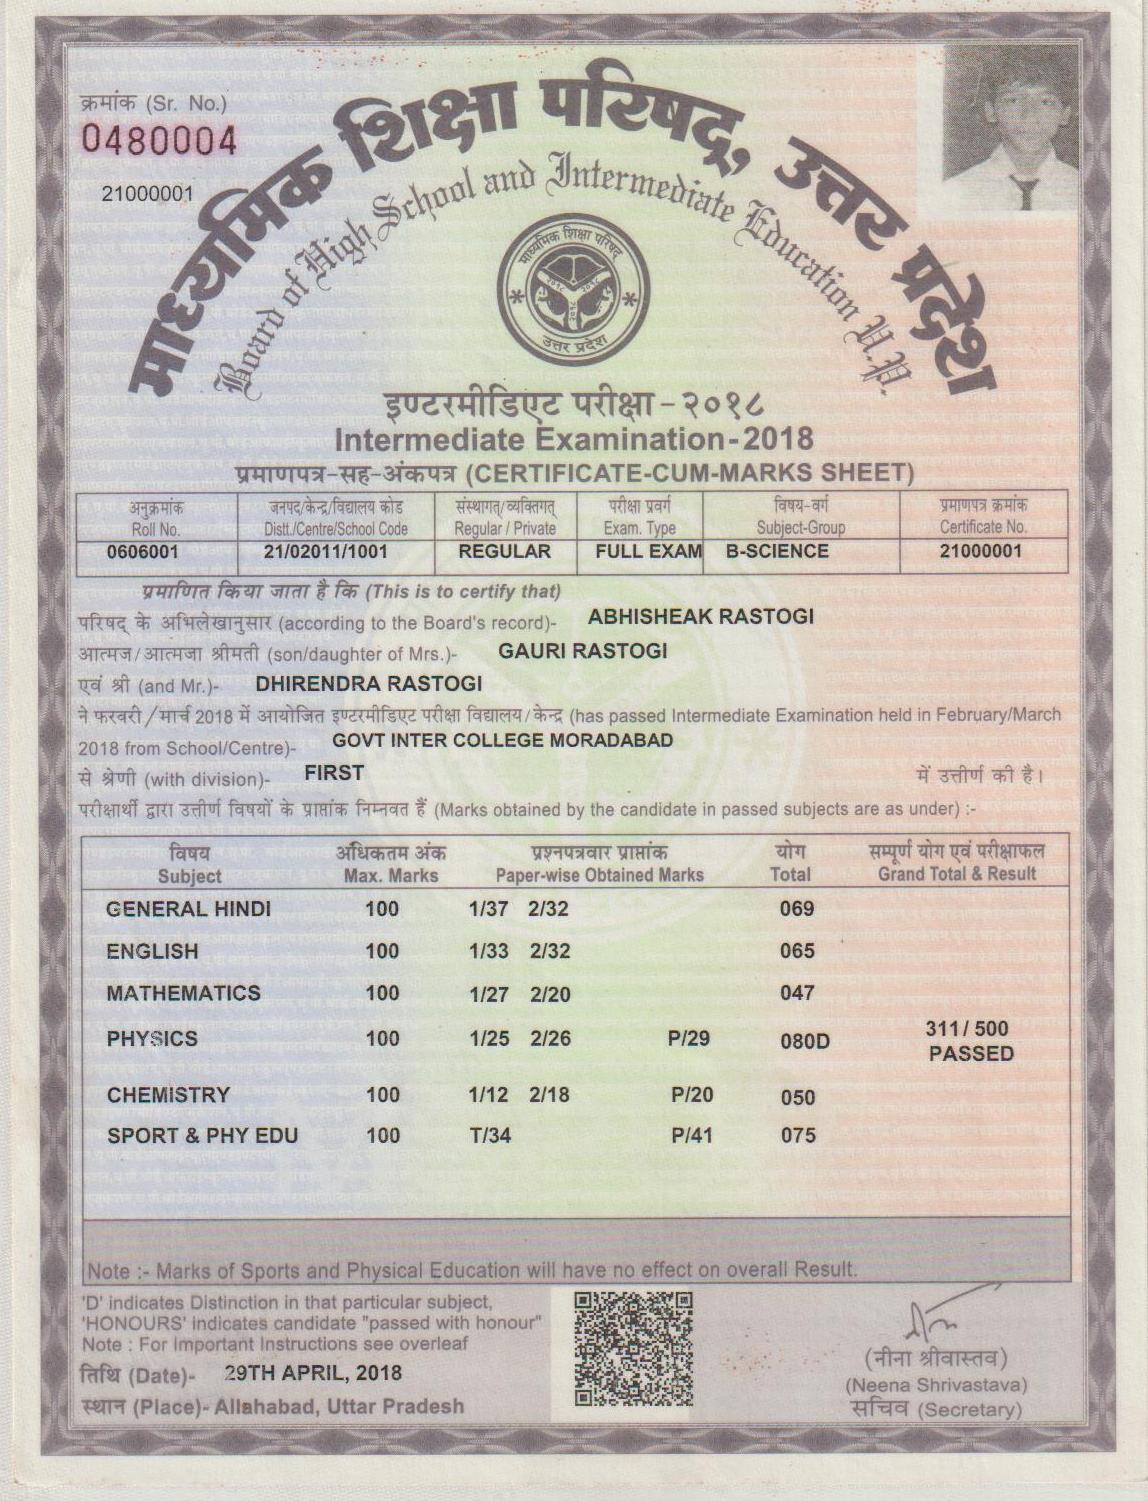 क्रमांक (Sr. No.)
0480004
21000001
माध्यमिक शिक्षा परिषद्, उत्तर प्रदेश
Board of High School and Intermediate Education U.P.
माध्यमिक शिक्षा परिषद्
२०१८ २०१८
२०१८
उत्तर प्रदेश
इण्टरमीडिएट परीक्षा - २०१८
Intermediate Examination - 2018
प्रमाणपत्र-सह-अंकपत्र (CERTIFICATE-CUM-MARKS SHEET)
अनुक्रमांक जनपद/केन्द्र/विद्यालय कोड संस्थागत्/व्यक्तिगत् परीक्षा प्रवर्ग विषय-वर्ग प्रमाणपत्र क्रमांक
Roll No. Distt./Centre/School Code Regular / Private Exam. Type Subject-Group Certificate No.
0606001 21/02011/1001 REGULAR FULL EXAM B-SCIENCE 21000001
प्रमाणित किया जाता है कि (This is to certify that)
परिषद् के अभिलेखानुसार (according to the Board's record)- ABHISHEAK RASTOGI
आत्मज/आत्मजा श्रीमती (son/daughter of Mrs.)- GAURI RASTOGI
एवं श्री (and Mr.)- DHIRENDRA RASTOGI
ने फरवरी/मार्च 2018 में आयोजित इण्टरमीडिएट परीक्षा विद्यालय/केन्द्र (has passed Intermediate Examination held in February/March
2018 from School/Centre)- GOVT INTER COLLEGE MORADABAD
से श्रेणी (with division)- FIRST में उत्तीर्ण की है।
परीक्षार्थी द्वारा उत्तीर्ण विषयों के प्राप्तांक निम्नवत हैं (Marks obtained by the candidate in passed subjects are as under) :-
विषय अधिकतम अंक प्रश्नपत्रवार प्राप्तांक योग सम्पूर्ण योग एवं परीक्षाफल
Subject Max. Marks Paper-wise Obtained Marks Total Grand Total & Result
GENERAL HINDI 100 1/37 2/32 069
ENGLISH 100 1/33 2/32 065
MATHEMATICS 100 1/27 2/20 047
PHYSICS 100 1/25 2/26 P/29 080D 311/ 500
PASSED
CHEMISTRY 100 1/12 2/18 P/20 050
SPORT & PHY EDU 100 T/34 P/41 075
Note :- Marks of Sports and Physical Education will have no effect on overall Result.
'D' indicates Distinction in that particular subject,
'HONOURS' indicates candidate "passed with honour"
Note : For Important Instructions see overleaf
तिथि (Date)- 29TH APRIL, 2018
स्थान (Place)- Allahabad, Uttar Pradesh
(नीना श्रीवास्तव)
(Neena Shrivastava)
सचिव (Secretary)